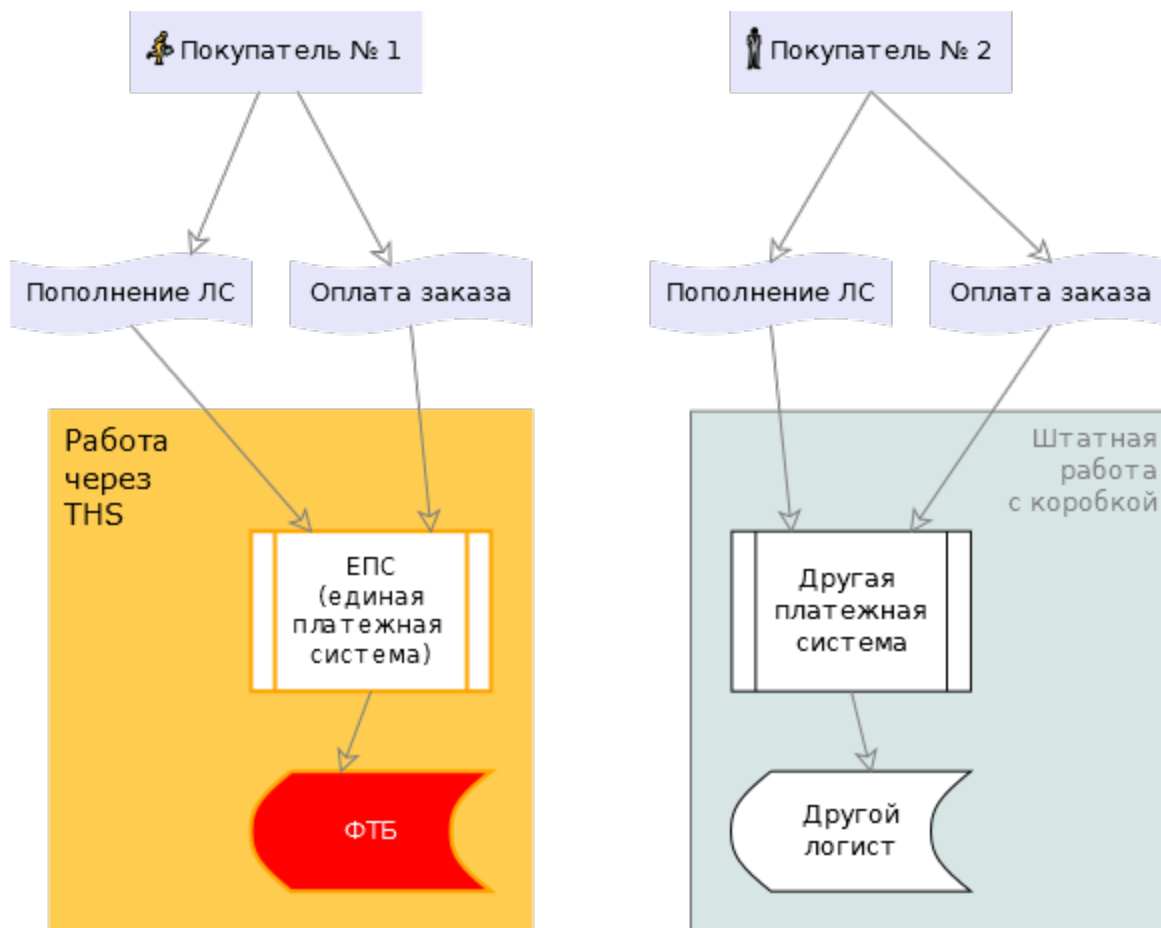 Покупатель № 1
Покупатель № 2
Пополнение ЛС
Оплата заказа
Пополнение ЛС
Оплата заказа
Работа
через
THS
Штатная
работа
с коробкой
ЕПС
(единая
платежная
система)
Другая
платежная
система
ФТБ
Другой
логист